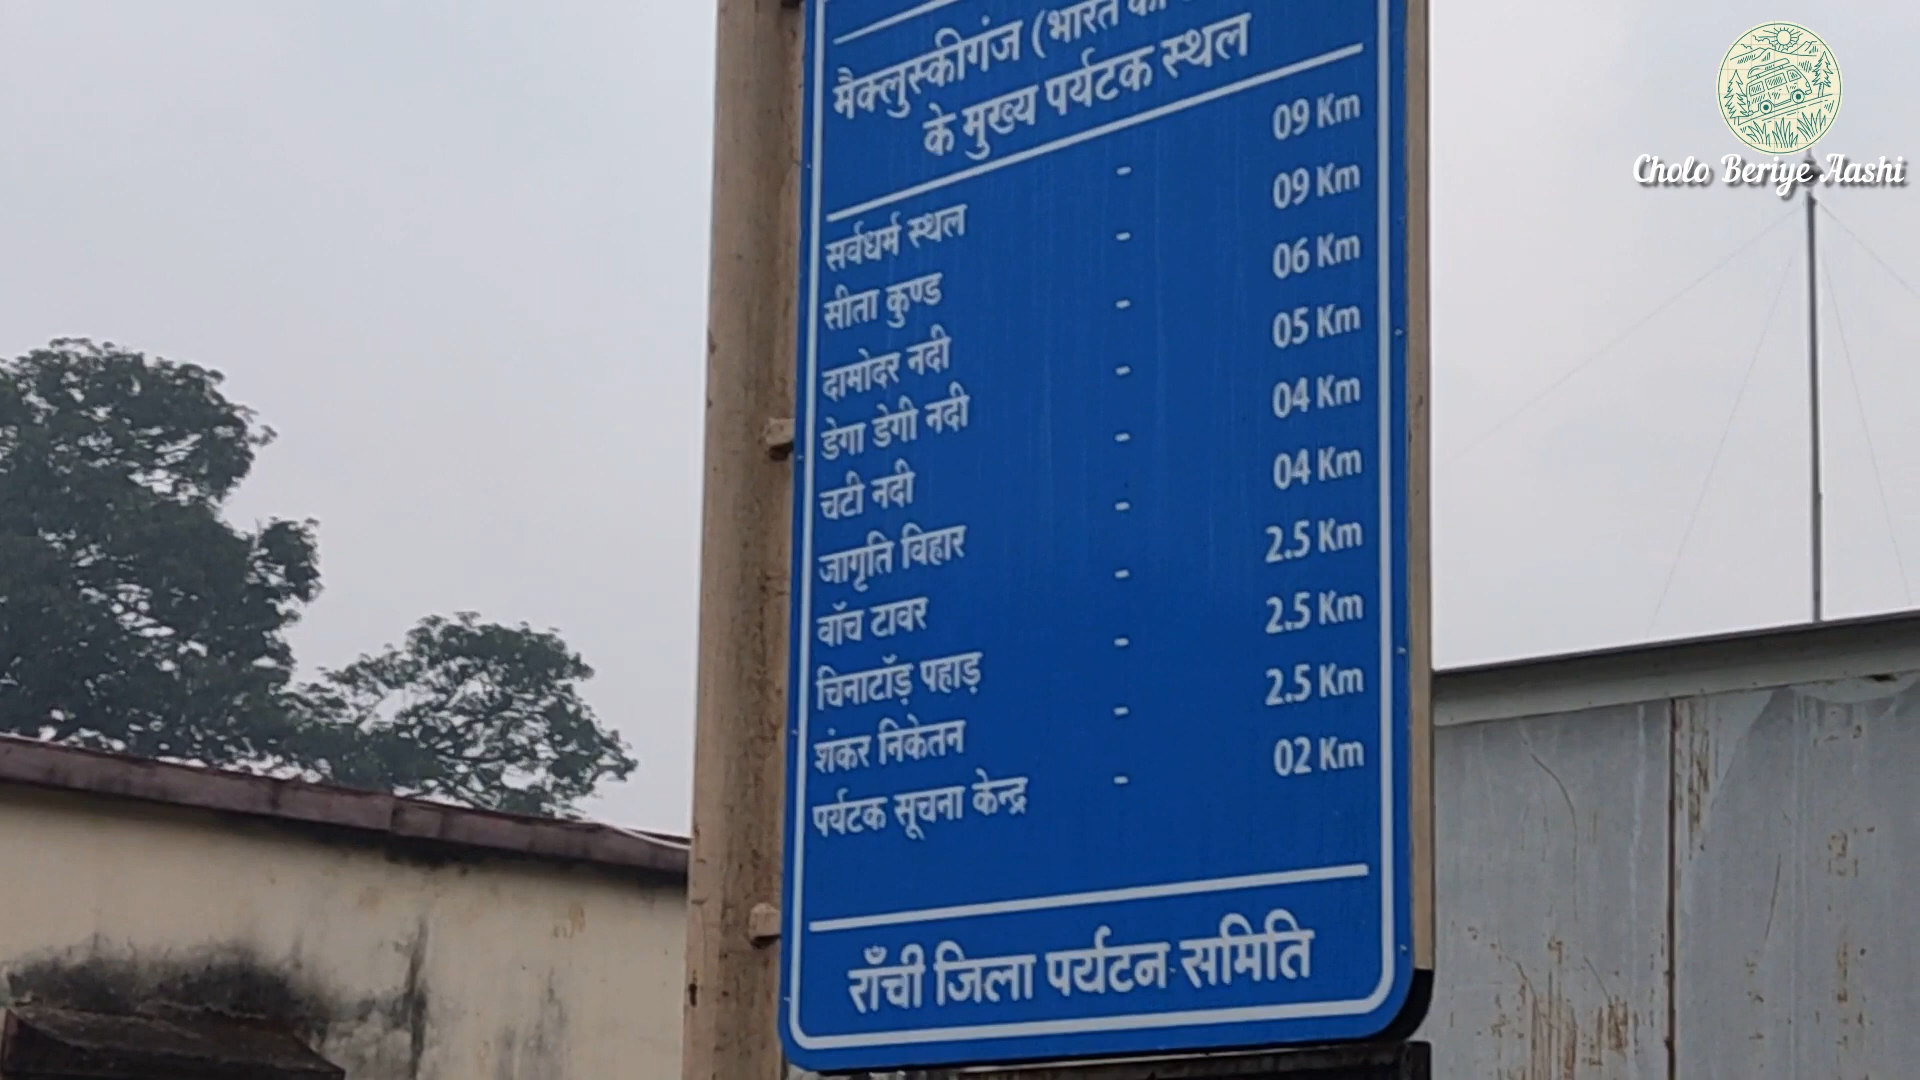 मैक्लुस्कीगंज (भारत का
के मुख्य पर्यटक स्थल
सर्वधर्म स्थल - 09 Km
सीता कुण्ड - 09 Km
दामोदर नदी - 06 Km
डेगा डेगी नदी - 05 Km
चटी नदी - 04 Km
जागृति विहार - 04 Km
वॉच टावर - 2.5 Km
चिनाटॉड़ पहाड़ - 2.5 Km
शंकर निकेतन - 2.5 Km
पर्यटक सूचना केन्द्र - 02 Km
राँची जिला पर्यटन समिति
Cholo Beriye Aashi